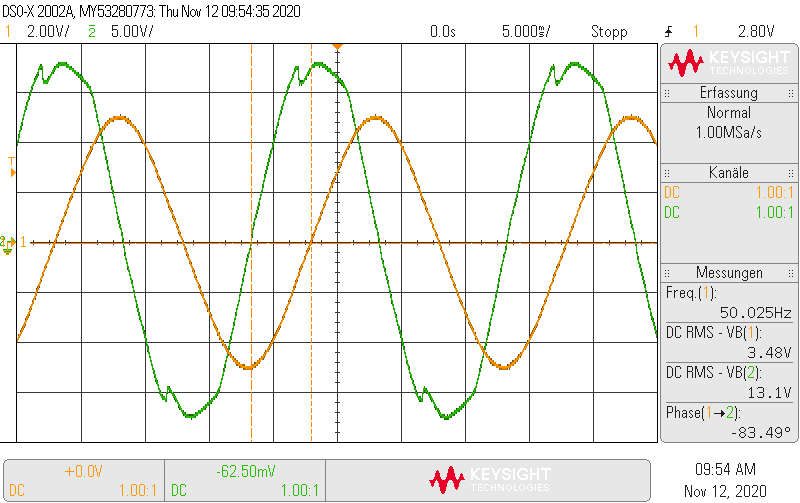 DSO-X 2002A, MY53280773: Thu Nov 12 09:54:35 2020
1 2.00V/ 2 5.00V/ 0.0s 5.000ms/ Stopp 1 2.80V
KEYSIGHT
TECHNOLOGIES
Erfassung
Normal
1.00MSa/s
Kanäle
DC 1.00:1
DC 1.00:1
Messungen
Freq.(1):
50.025Hz
DC RMS - VB(1):
3.48V
DC RMS - VB(2):
13.1V
Phase(1→2):
-83.49°
T
2 1
+0.0V
DC 1.00:1
-62.50mV
DC 1.00:1
KEYSIGHT
TECHNOLOGIES
09:54 AM
Nov 12, 2020